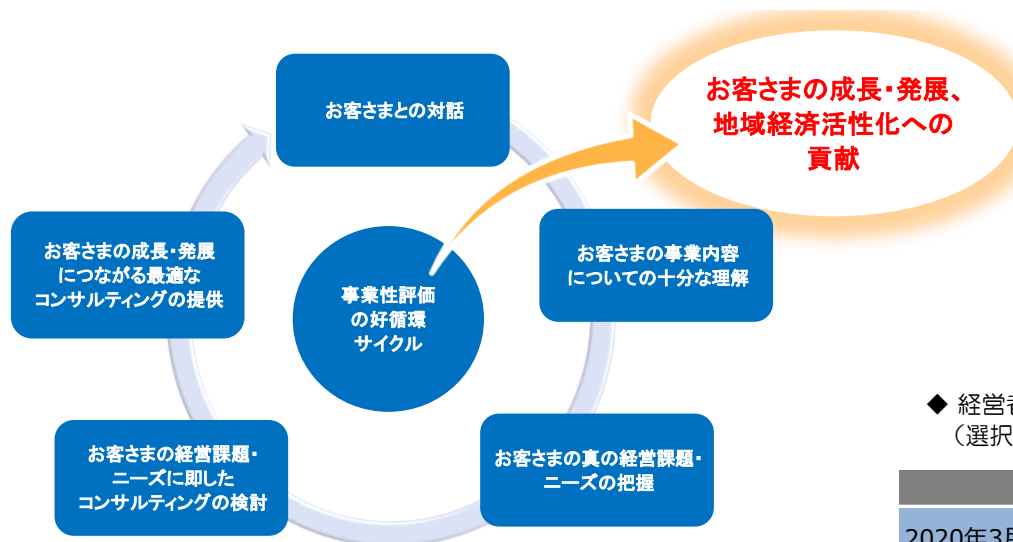 お客さまとの対話
お客さまの成長・発展、
地域経済活性化への
貢献
お客さまの事業内容
についての十分な理解
お客さまの真の経営課題・
ニーズの把握
お客さまの経営課題・
ニーズに即した
コンサルティングの検討
お客さまの成長・発展
につながる最適な
コンサルティングの提供
事業性評価
の好循環
サイクル
◆ 経営者
（選択
2020年3月